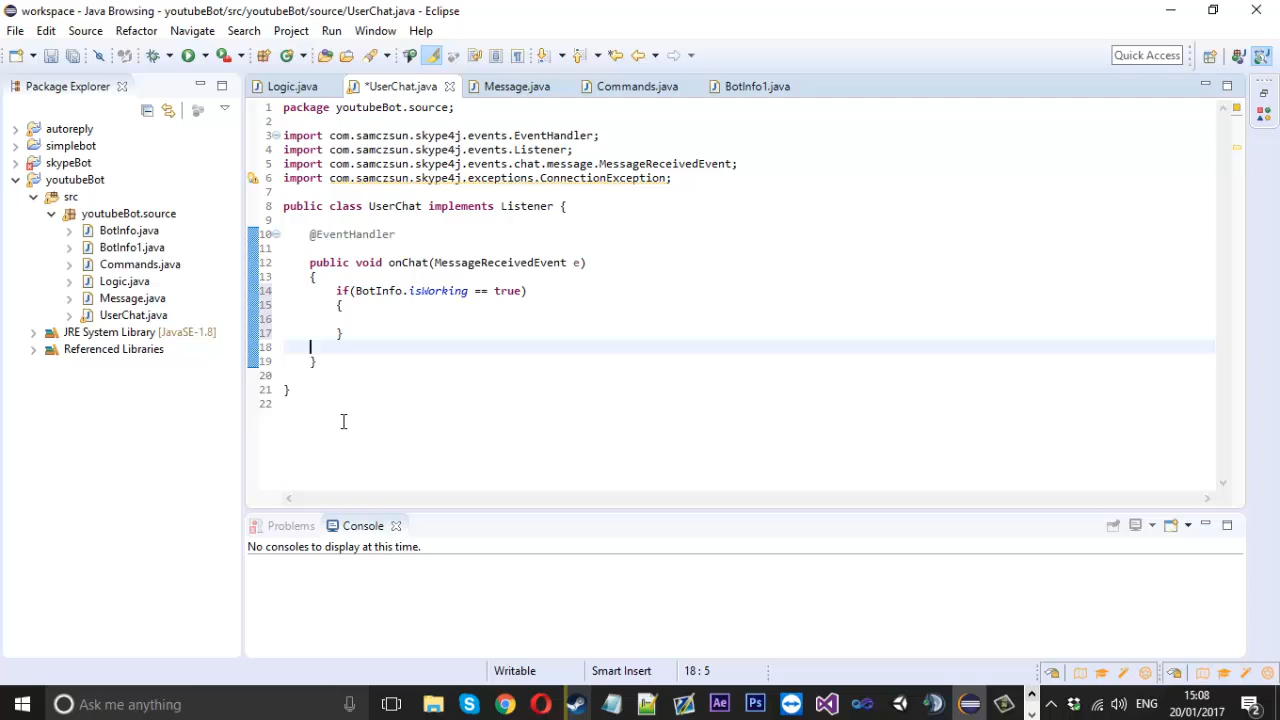 workspace - Java Browsing - youtubeBot/src/youtubeBot/source/UserChat.java - Eclipse
File Edit Source Refactor Navigate Search Project Run Window Help
Quick Access
Package Explorer
Logic.java *UserChat.java Message.java Commands.java BotInfo1.java
autoreply
simplebot
skypeBot
youtubeBot
src
youtubeBot.source
BotInfo.java
BotInfo1.java
Commands.java
Logic.java
Message.java
UserChat.java
JRE System Library [JavaSE-1.8]
Referenced Libraries
1 package youtubeBot.source;
2
3 import com.samczsun.skype4j.events.EventHandler;
4 import com.samczsun.skype4j.events.Listener;
5 import com.samczsun.skype4j.events.chat.message.MessageReceivedEvent;
6 import com.samczsun.skype4j.exceptions.ConnectionException;
7
8 public class UserChat implements Listener {
9
10 @EventHandler
11
12 public void onChat(MessageReceivedEvent e)
13 {
14 if(BotInfo.isWorking == true)
15 {
16
17 }
18
19 }
20
21 }
22
Problems Console
No consoles to display at this time.
Writable Smart Insert 18 : 5
Ask me anything
Ae Ps
ENG
15:08
20/01/2017
2